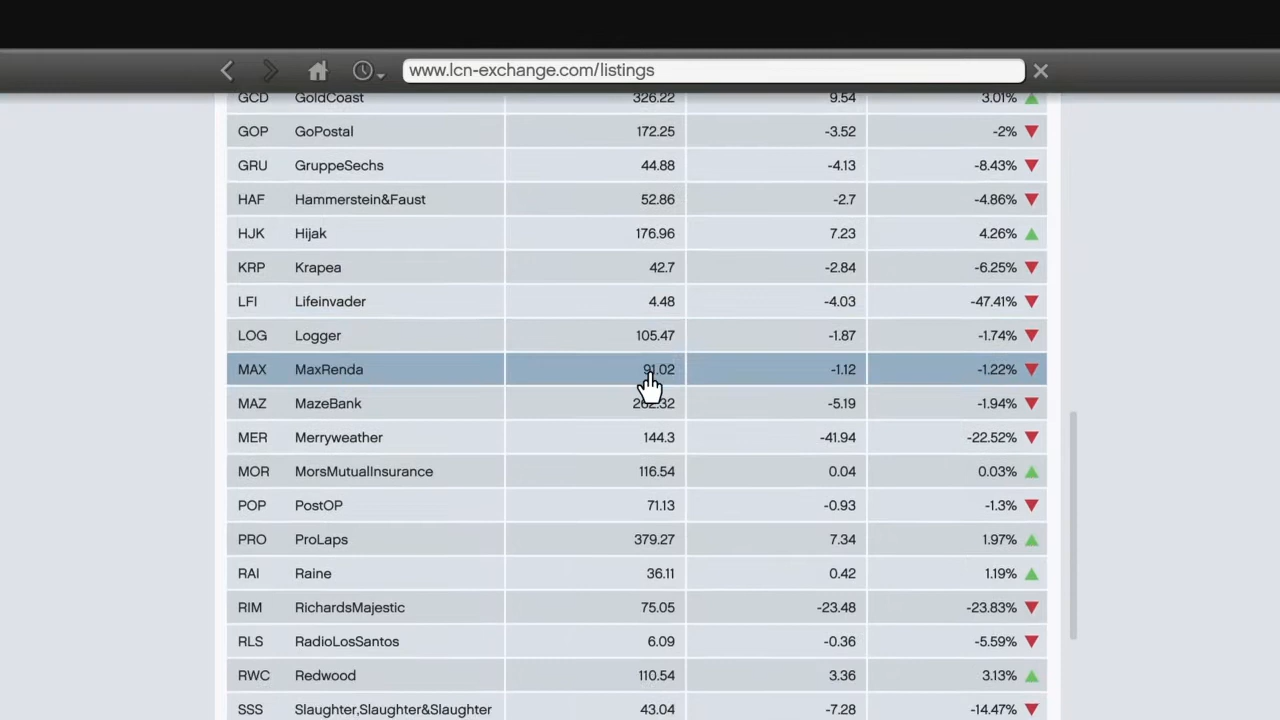 www.lcn-exchange.com/listings
GCD GoldCoast 326.22 9.54 3.01%
GOP GoPostal 172.25 -3.52 -2%
GRU GruppeSechs 44.88 -4.13 -8.43%
HAF Hammerstein&Faust 52.86 -2.7 -4.86%
HJK Hijak 176.96 7.23 4.26%
KRP Krapea 42.7 -2.84 -6.25%
LFI Lifeinvader 4.48 -4.03 -47.41%
LOG Logger 105.47 -1.87 -1.74%
MAX MaxRenda 91.02 -1.12 -1.22%
MAZ MazeBank 262.32 -5.19 -1.94%
MER Merryweather 144.3 -41.94 -22.52%
MOR MorsMutualInsurance 116.54 0.04 0.03%
POP PostOP 71.13 -0.93 -1.3%
PRO ProLaps 379.27 7.34 1.97%
RAI Raine 36.11 0.42 1.19%
RIM RichardsMajestic 75.05 -23.48 -23.83%
RLS RadioLosSantos 6.09 -0.36 -5.59%
RWC Redwood 110.54 3.36 3.13%
SSS Slaughter,Slaughter&Slaughter 43.04 -7.28 -14.47%